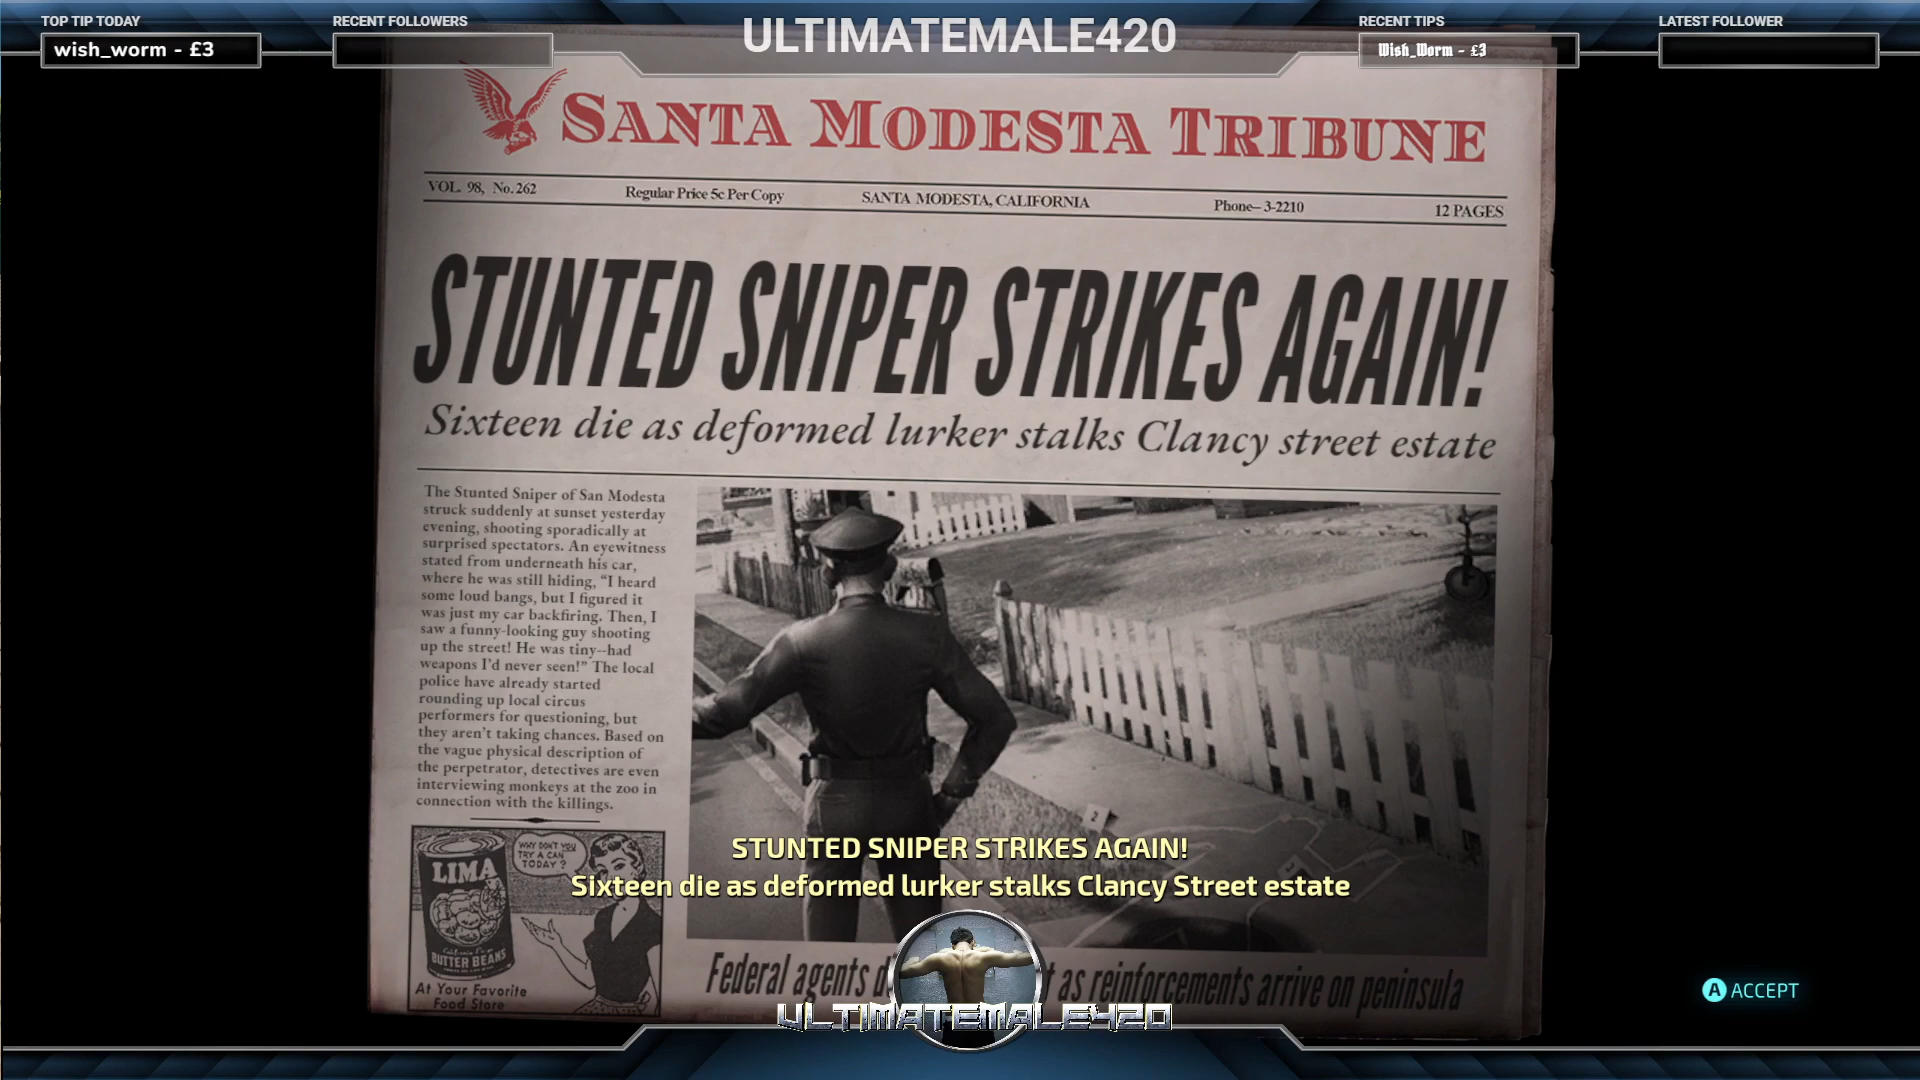 TOP TIP TODAY
wish_worm - £3
RECENT FOLLOWERS
ULTIMATEMALE420
RECENT TIPS
Wish_Worm - £3
LATEST FOLLOWER
SANTA MODESTA TRIBUNE
VOL. 98, No. 262
Regular Price 5c Per Copy
SANTA MODESTA, CALIFORNIA
Phone– 3-2210
12 PAGES
STUNTED SNIPER STRIKES AGAIN!
Sixteen die as deformed lurker stalks Clancy street estate
The Stunted Sniper of San Modesta
struck suddenly at sunset yesterday
evening, shooting sporadically at
surprised spectators. An eyewitness
stated from underneath his car,
where he was still hiding, “I heard
some loud bangs, but I figured it
was just my car backfiring. Then, I
saw a funny-looking guy shooting
up the street! He was tiny--had
weapons I’d never seen!” The local
police have already started
rounding up local circus
performers for questioning, but
they aren’t taking chances. Based on
the vague physical description of
the perpetrator, detectives are even
interviewing monkeys at the zoo in
connection with the killings.
2
WHY DON'T YOU
TRY A CAN
TODAY?
LIMA
BUTTER BEANS
At Your Favorite
Food Store
STUNTED SNIPER STRIKES AGAIN!
Sixteen die as deformed lurker stalks Clancy Street estate
Federal agents
as reinforcements arrive on peninsula
ULTIMATEMALE420
A ACCEPT